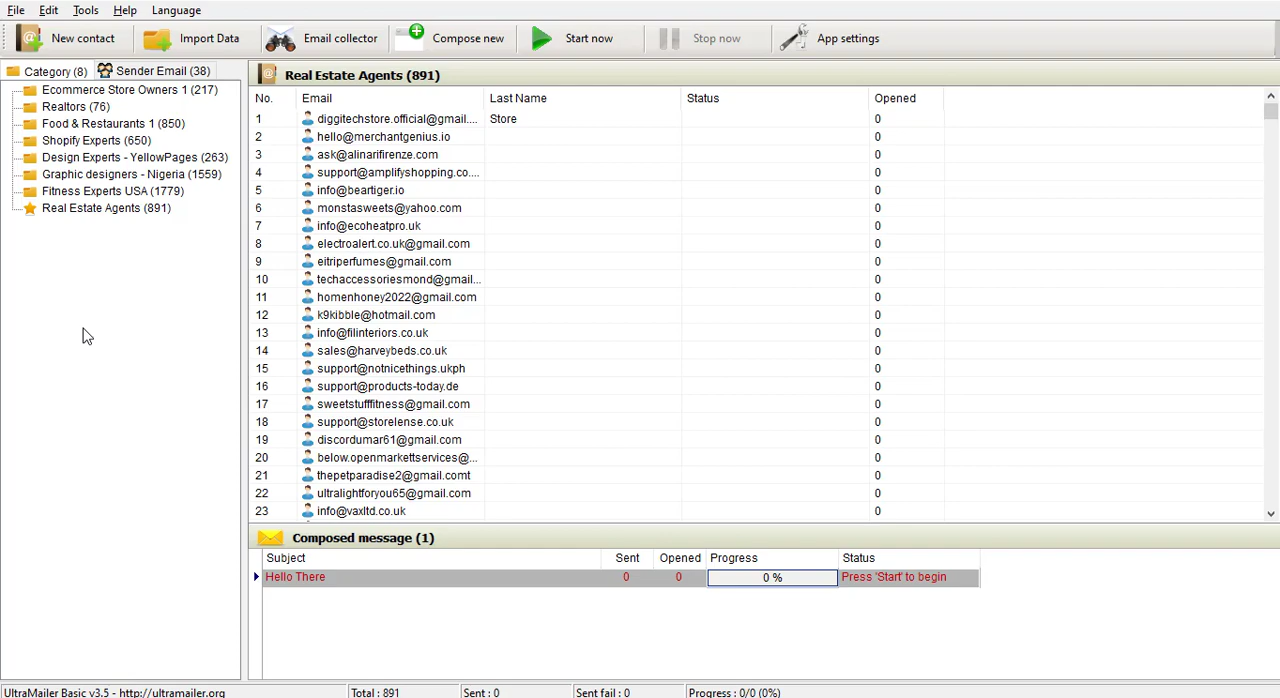 File Edit Tools Help Language
New contact Import Data Email collector Compose new Start now Stop now App settings
Category (8) Sender Email (38)
Ecommerce Store Owners 1 (217)
Realtors (76)
Food & Restaurants 1 (850)
Shopify Experts (650)
Design Experts - YellowPages (263)
Graphic designers - Nigeria (1559)
Fitness Experts USA (1779)
Real Estate Agents (891)
Real Estate Agents (891)
No. Email Last Name Status Opened
1 diggitechstore.official@gmail.... Store 0
2 hello@merchantgenius.io 0
3 ask@alinarifirenze.com 0
4 support@amplifyshopping.co.... 0
5 info@beartiger.io 0
6 monstasweets@yahoo.com 0
7 info@ecoheatpro.uk 0
8 electroalert.co.uk@gmail.com 0
9 eitriperfumes@gmail.com 0
10 techaccessoriesmond@gmail... 0
11 homenhoney2022@gmail.com 0
12 k9kibble@hotmail.com 0
13 info@filinteriors.co.uk 0
14 sales@harveybeds.co.uk 0
15 support@notnicethings.ukph 0
16 support@products-today.de 0
17 sweetstufffitness@gmail.com 0
18 support@storelense.co.uk 0
19 discordumar61@gmail.com 0
20 below.openmarkettservices@... 0
21 thepetparadise2@gmail.comt 0
22 ultralightforyou65@gmail.com 0
23 info@vaxltd.co.uk 0
Composed message (1)
Subject Sent Opened Progress Status
Hello There 0 0 0 % Press 'Start' to begin
UltraMailer Basic v3.5 - http://ultramailer.org Total : 891 Sent : 0 Sent fail : 0 Progress : 0/0 (0%)